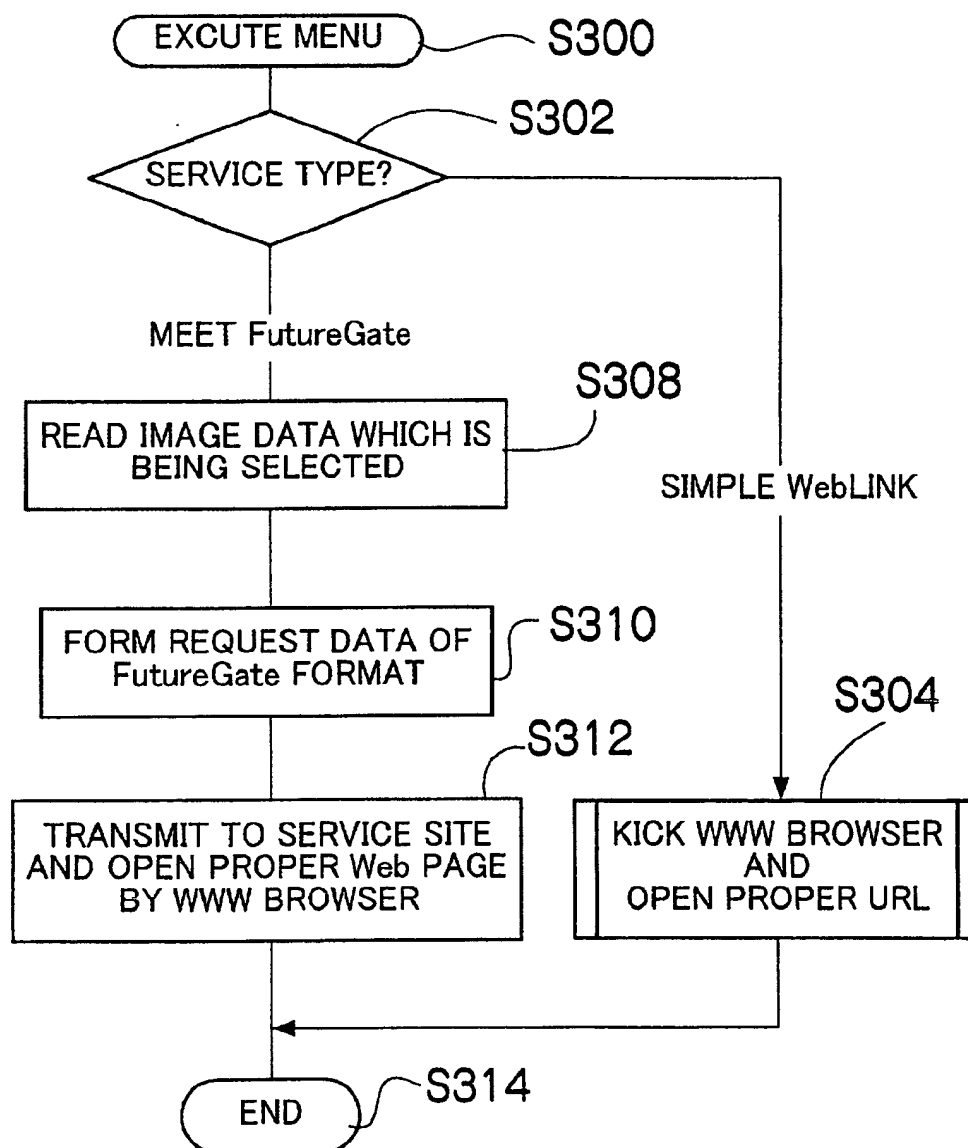 EXCUTE MENU
S300
S302
SERVICE TYPE?
MEET FutureGate
S308
READ IMAGE DATA WHICH IS
BEING SELECTED
SIMPLE WebLINK
S310
FORM REQUEST DATA OF
FutureGate FORMAT
S304
S312
TRANSMIT TO SERVICE SITE
AND OPEN PROPER Web PAGE
BY WWW BROWSER
KICK WWW BROWSER
AND
OPEN PROPER URL
S314
END